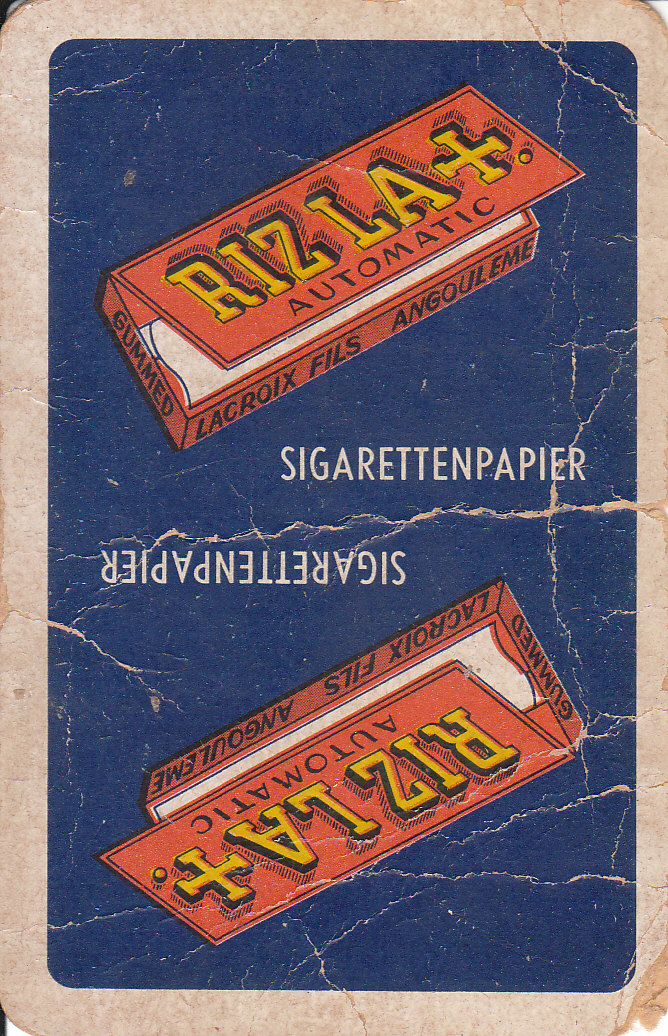 RIZ LA+.
AUTOMATIC
GUMMED
LACROIX FILS ANGOULEME
SIGARETTENPAPIER
SIGARETTENPAPIER
GUMMED
LACROIX FILS ANGOULEME
AUTOMATIC
RIZ LA+.